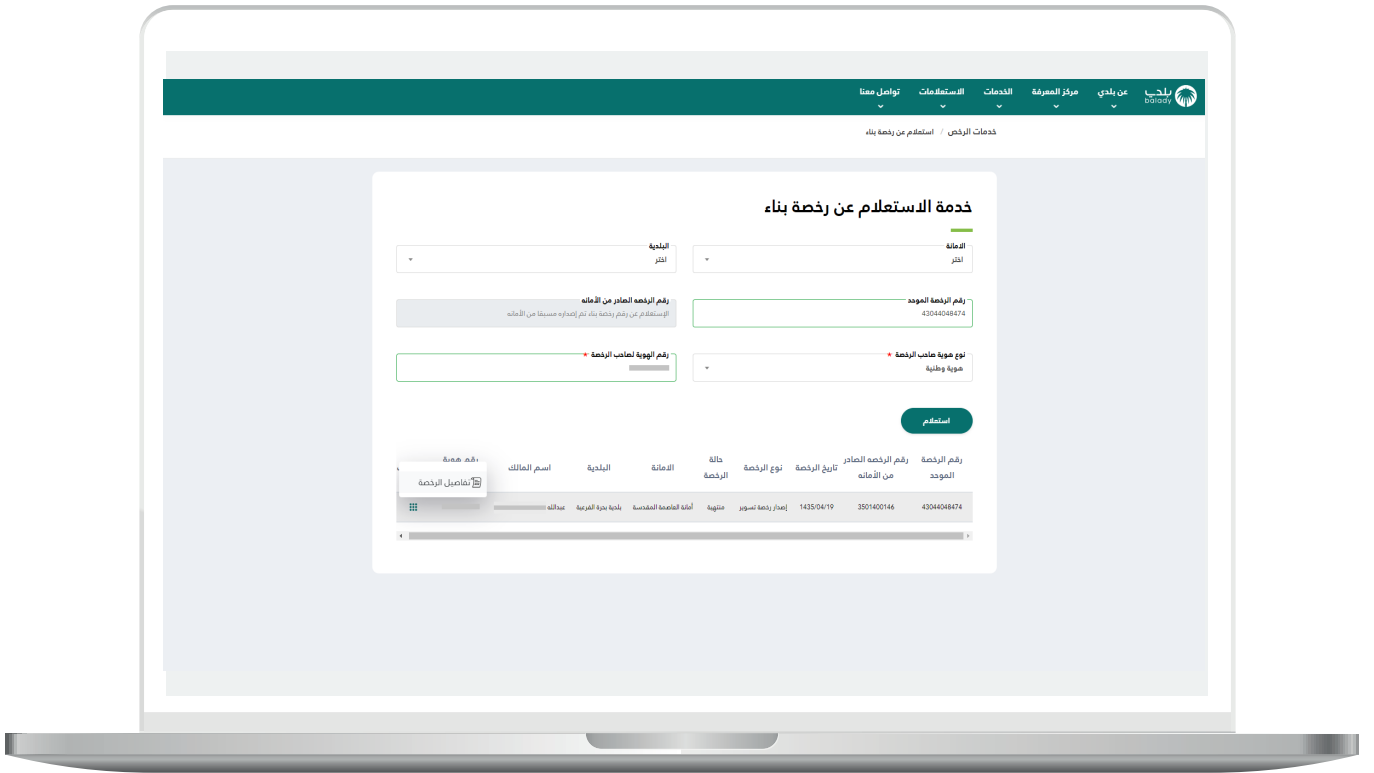 بلدي
balady
عن بلدي
مركز المعرفة
الخدمات
الاستعلامات
تواصل معنا
خدمات الرخص / استعلام عن رخصة بناء
خدمة الاستعلام عن رخصة بناء
الامانة
اختر
البلدية
اختر
رقم الرخصة الموحد
43044048474
رقم الرخصه الصادر من الأمانه
الإستعلام عن رقم رخصة بناء تم إصداره مسبقا من الأمانه
نوع هوية صاحب الرخصة *
هوية وطنية
رقم الهوية لصاحب الرخصة *
استعلام
رقم الرخصة الموحد
رقم الرخصه الصادر من الأمانه
تاريخ الرخصة
نوع الرخصة
حالة الرخصة
الامانة
البلدية
اسم المالك
رقم هوية
تفاصيل الرخصة
43044048474
3501400146
1435/04/19
إصدار رخصة تسوير
منتهية
أمانة العاصمة المقدسة
بلدية بحرة الفرعية
عبدالله